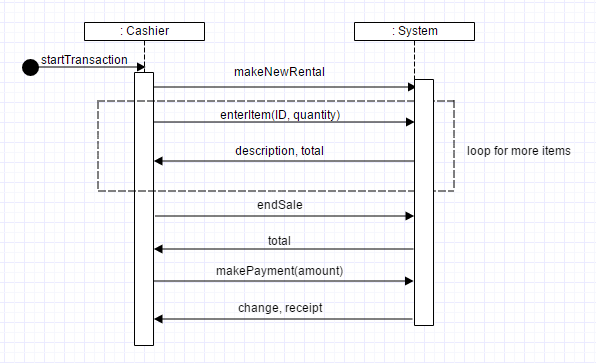 : Cashier
: System
startTransaction
makeNewRental
enterItem(ID, quantity)
description, total
loop for more items
endSale
total
makePayment(amount)
change, receipt